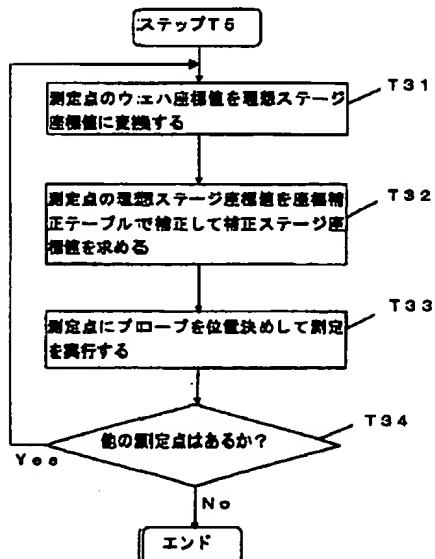 ステップT5
T31
測定点のウェハ座標値を理想ステージ
座標値に変換する
T32
測定点の理想ステージ座標値を座標補
正テーブルで補正して補正ステージ座
標値を求める
T33
測定点にプローブを位置決めして測定
を実行する
T34
他の測定点はあるか?
Yes
No
エンド